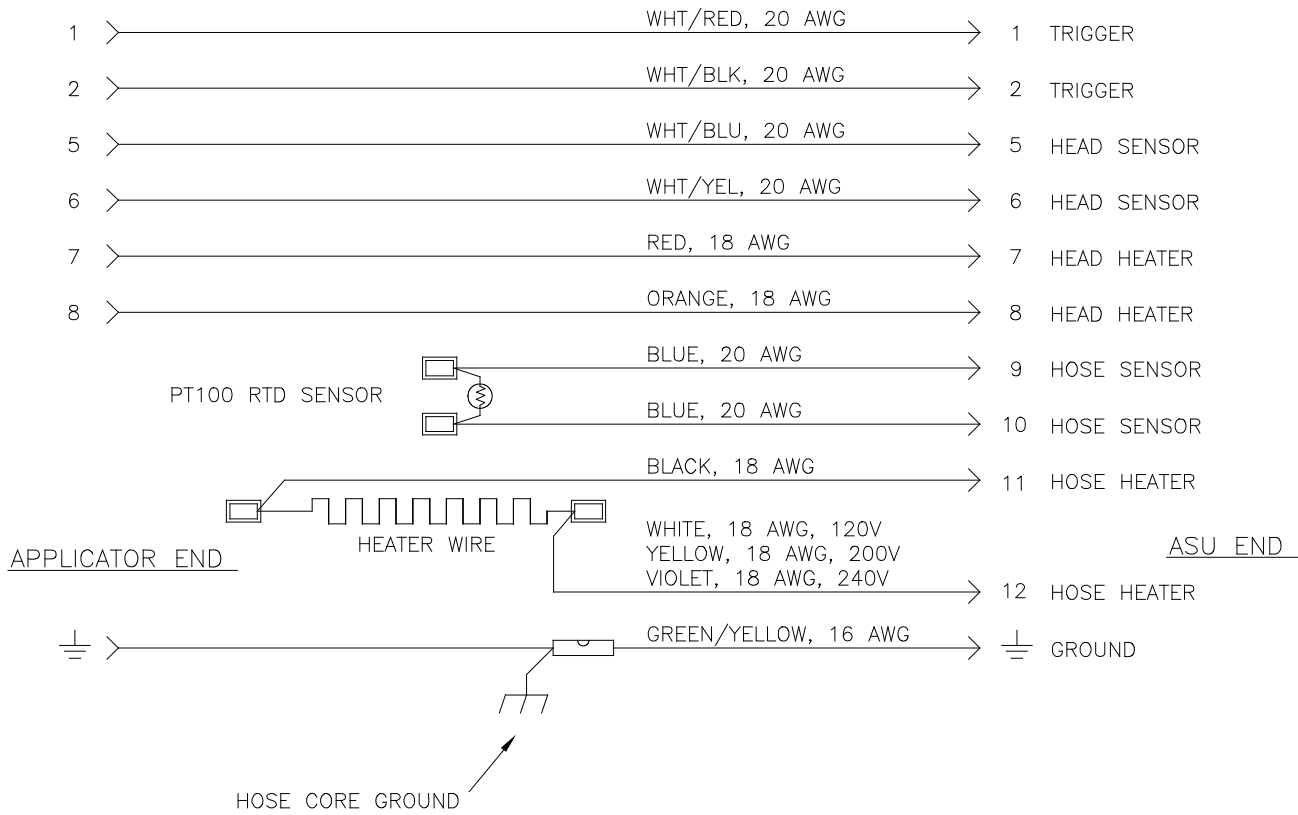 1 WHT/RED, 20 AWG 1 TRIGGER
2 WHT/BLK, 20 AWG 2 TRIGGER
5 WHT/BLU, 20 AWG 5 HEAD SENSOR
6 WHT/YEL, 20 AWG 6 HEAD SENSOR
7 RED, 18 AWG 7 HEAD HEATER
8 ORANGE, 18 AWG 8 HEAD HEATER
BLUE, 20 AWG 9 HOSE SENSOR
PT100 RTD SENSOR
BLUE, 20 AWG 10 HOSE SENSOR
BLACK, 18 AWG 11 HOSE HEATER
HEATER WIRE
WHITE, 18 AWG, 120V
YELLOW, 18 AWG, 200V
VIOLET, 18 AWG, 240V
APPLICATOR END
ASU END
12 HOSE HEATER
GREEN/YELLOW, 16 AWG GROUND
HOSE CORE GROUND